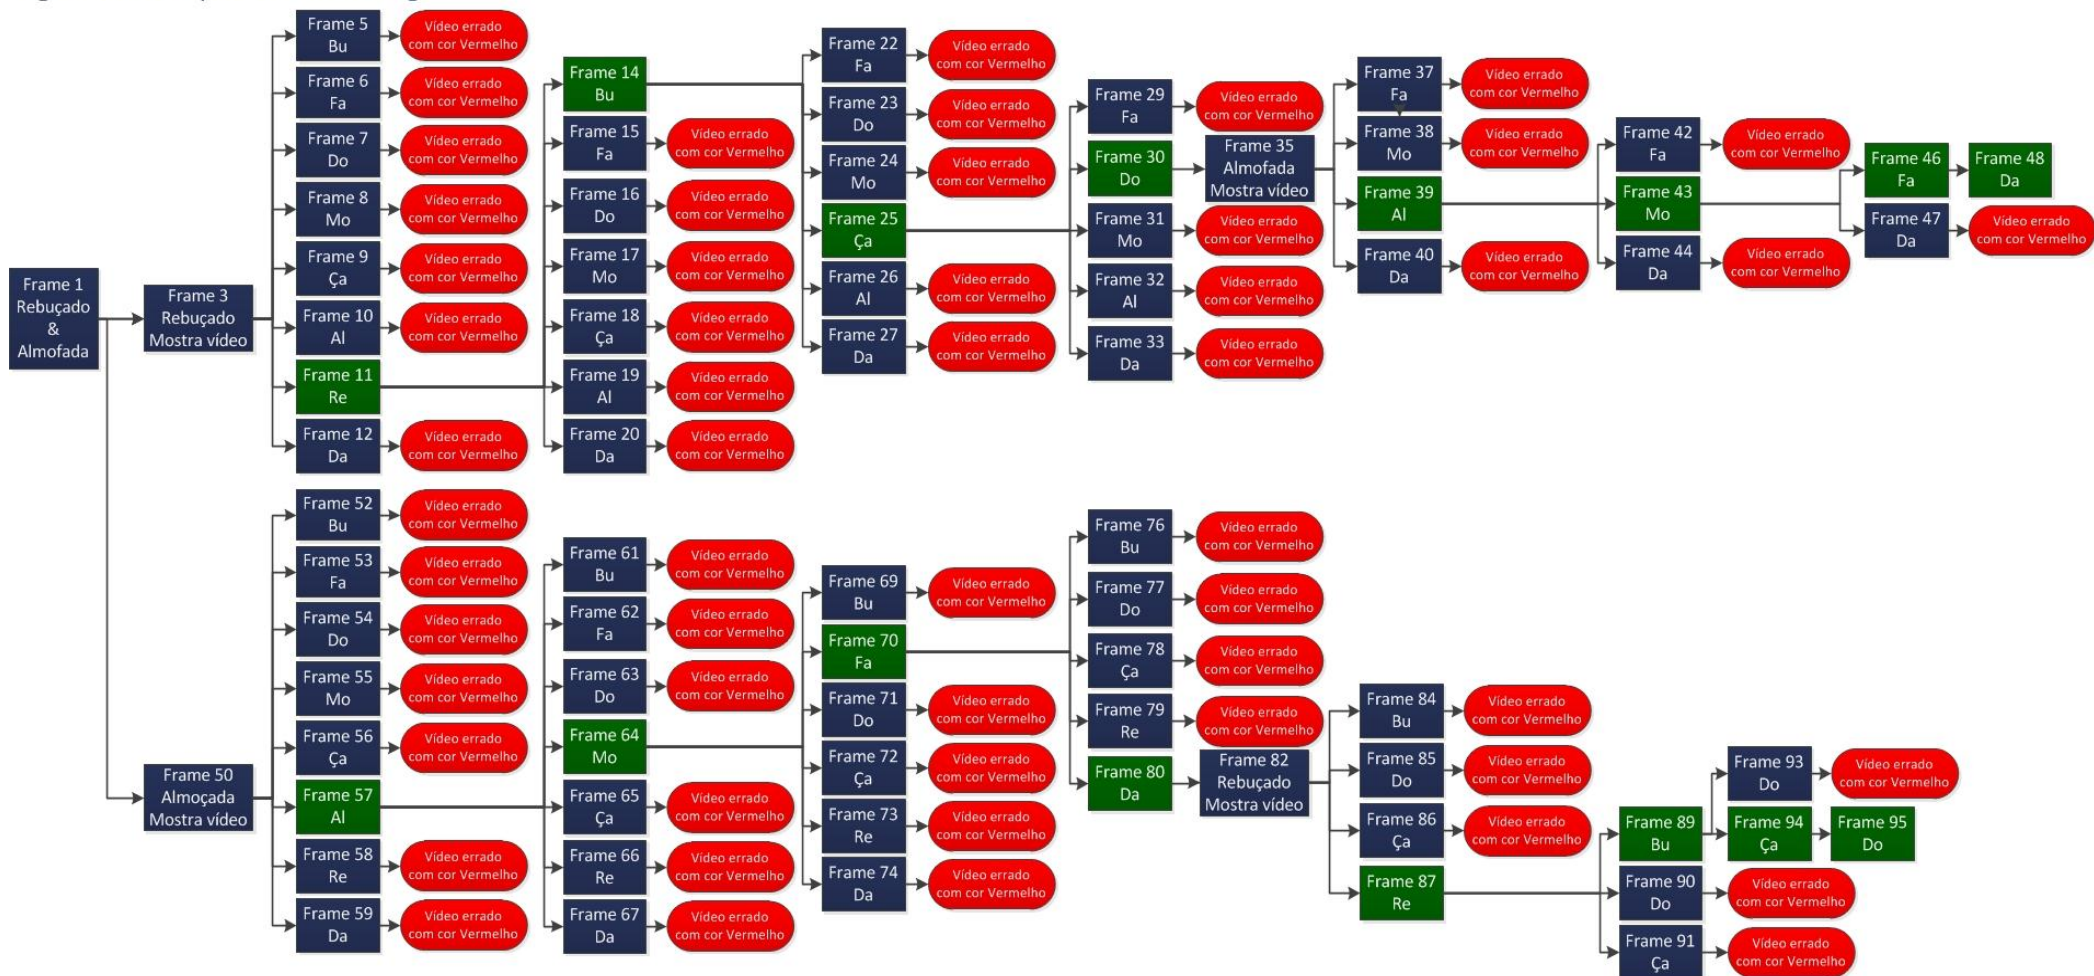 Frame 1
Rebuçado
&
Almofada
Frame 3
Rebuçado
Mostra vídeo
Frame 5
Bu
Vídeo errado
com cor Vermelho
Frame 6
Fa
Vídeo errado
com cor Vermelho
Frame 7
Do
Vídeo errado
com cor Vermelho
Frame 8
Mo
Vídeo errado
com cor Vermelho
Frame 9
Ça
Vídeo errado
com cor Vermelho
Frame 10
Al
Vídeo errado
com cor Vermelho
Frame 11
Re
Frame 12
Da
Vídeo errado
com cor Vermelho
Frame 14
Bu
Frame 15
Fa
Vídeo errado
com cor Vermelho
Frame 16
Do
Vídeo errado
com cor Vermelho
Frame 17
Mo
Vídeo errado
com cor Vermelho
Frame 18
Ça
Vídeo errado
com cor Vermelho
Frame 19
Al
Vídeo errado
com cor Vermelho
Frame 20
Da
Vídeo errado
com cor Vermelho
Frame 22
Fa
Vídeo errado
com cor Vermelho
Frame 23
Do
Vídeo errado
com cor Vermelho
Frame 24
Mo
Vídeo errado
com cor Vermelho
Frame 25
Ça
Frame 26
Al
Vídeo errado
com cor Vermelho
Frame 27
Da
Vídeo errado
com cor Vermelho
Frame 29
Fa
Vídeo errado
com cor Vermelho
Frame 30
Do
Frame 31
Mo
Vídeo errado
com cor Vermelho
Frame 32
Al
Vídeo errado
com cor Vermelho
Frame 33
Da
Vídeo errado
com cor Vermelho
Frame 35
Almofada
Mostra vídeo
Frame 37
Fa
Vídeo errado
com cor Vermelho
Frame 38
Mo
Vídeo errado
com cor Vermelho
Frame 39
Al
Frame 40
Da
Vídeo errado
com cor Vermelho
Frame 42
Fa
Vídeo errado
com cor Vermelho
Frame 43
Mo
Frame 44
Da
Vídeo errado
com cor Vermelho
Frame 46
Fa
Frame 48
Da
Frame 47
Da
Vídeo errado
com cor Vermelho
Frame 50
Almoçada
Mostra vídeo
Frame 52
Bu
Vídeo errado
com cor Vermelho
Frame 53
Fa
Vídeo errado
com cor Vermelho
Frame 54
Do
Vídeo errado
com cor Vermelho
Frame 55
Mo
Vídeo errado
com cor Vermelho
Frame 56
Ça
Vídeo errado
com cor Vermelho
Frame 57
Al
Frame 58
Re
Vídeo errado
com cor Vermelho
Frame 59
Da
Vídeo errado
com cor Vermelho
Frame 61
Bu
Vídeo errado
com cor Vermelho
Frame 62
Fa
Vídeo errado
com cor Vermelho
Frame 63
Do
Vídeo errado
com cor Vermelho
Frame 64
Mo
Frame 65
Ça
Vídeo errado
com cor Vermelho
Frame 66
Re
Vídeo errado
com cor Vermelho
Frame 67
Da
Vídeo errado
com cor Vermelho
Frame 69
Bu
Vídeo errado
com cor Vermelho
Frame 70
Fa
Frame 71
Do
Vídeo errado
com cor Vermelho
Frame 72
Ça
Vídeo errado
com cor Vermelho
Frame 73
Re
Vídeo errado
com cor Vermelho
Frame 74
Da
Vídeo errado
com cor Vermelho
Frame 76
Bu
Vídeo errado
com cor Vermelho
Frame 77
Do
Vídeo errado
com cor Vermelho
Frame 78
Ça
Vídeo errado
com cor Vermelho
Frame 79
Re
Vídeo errado
com cor Vermelho
Frame 80
Da
Frame 82
Rebuçado
Mostra vídeo
Frame 84
Bu
Vídeo errado
com cor Vermelho
Frame 85
Do
Vídeo errado
com cor Vermelho
Frame 86
Ça
Vídeo errado
com cor Vermelho
Frame 87
Re
Frame 89
Bu
Frame 90
Do
Vídeo errado
com cor Vermelho
Frame 91
Ça
Vídeo errado
com cor Vermelho
Frame 93
Do
Vídeo errado
com cor Vermelho
Frame 94
Ça
Frame 95
Do